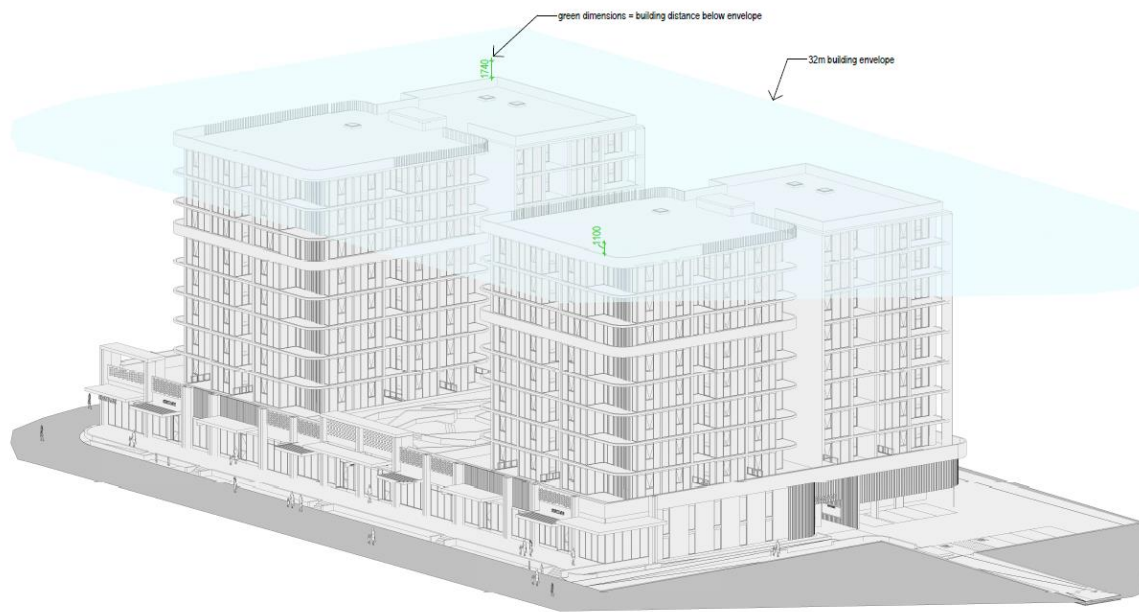 green dimensions = building distance below envelope
1740
32m building envelope
1100